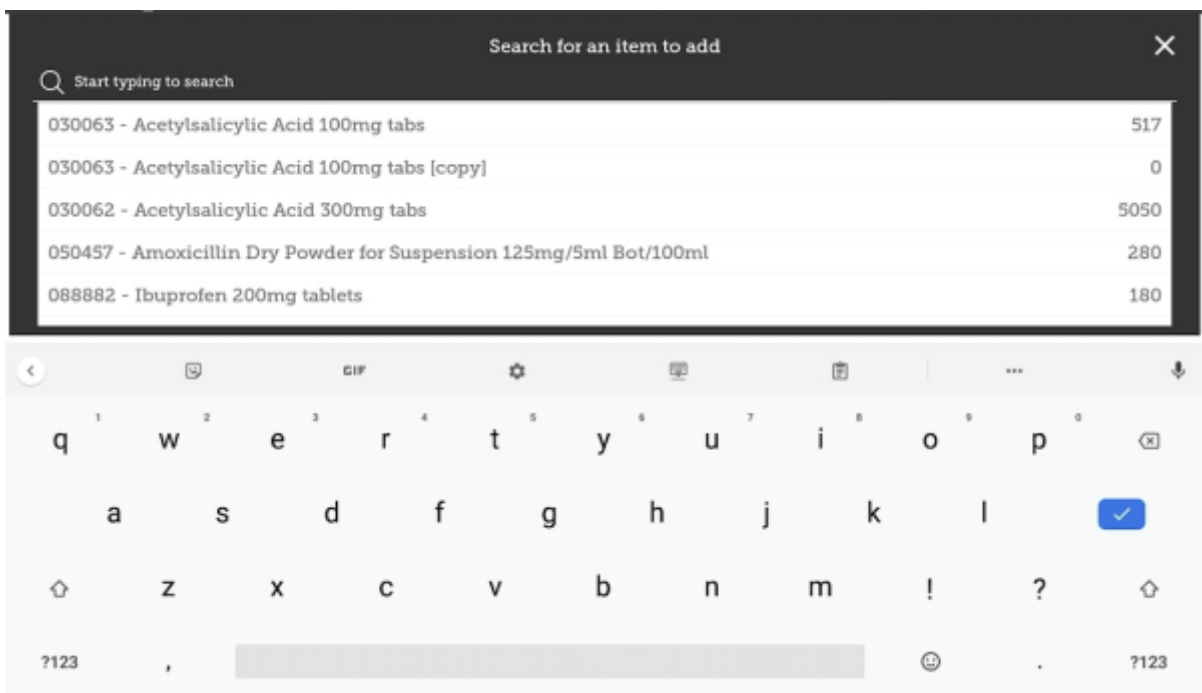 Search for an item to add
Start typing to search
030063 - Acetylsalicylic Acid 100mg tabs 517
030063 - Acetylsalicylic Acid 100mg tabs [copy] 0
030062 - Acetylsalicylic Acid 300mg tabs 5050
050457 - Amoxicillin Dry Powder for Suspension 125mg/5ml Bot/100ml 280
088882 - Ibuprofen 200mg tablets 180
GIF
1 2 3 4 5 6 7 8 9 0
q w e r t y u i o p
a s d f g h j k l
z x c v b n m ! ?
?123 , . ?123